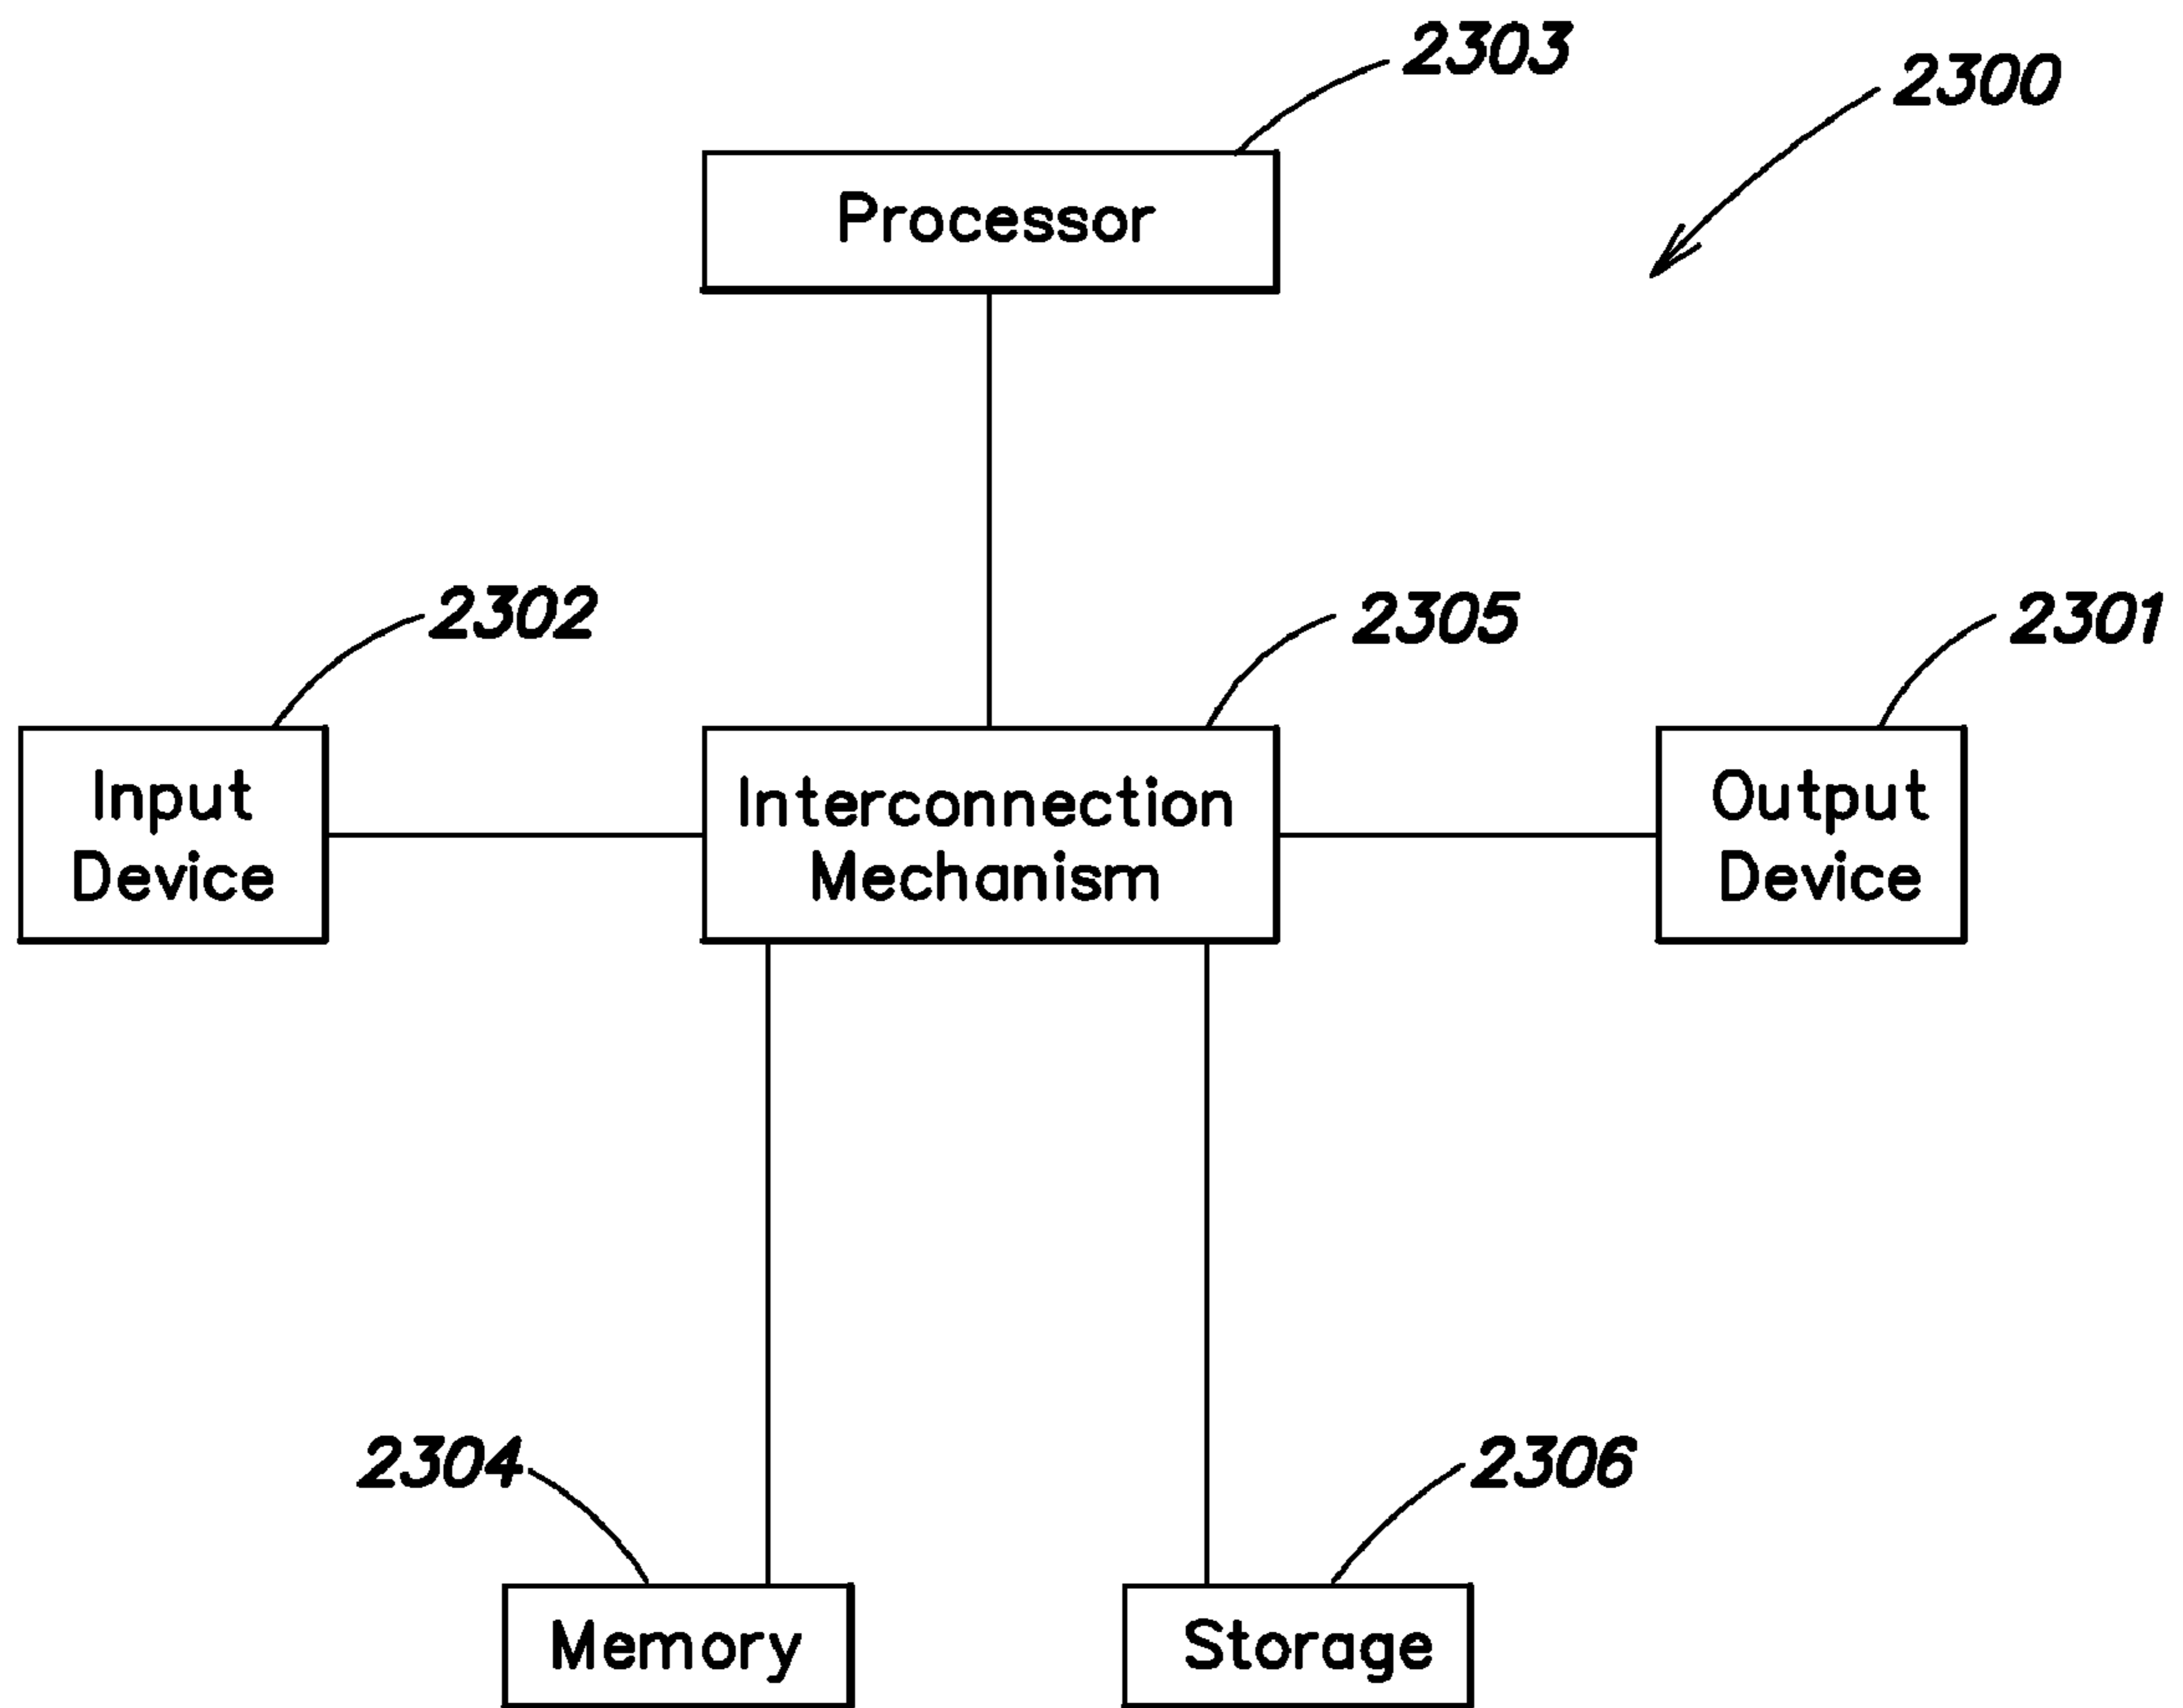 2303
2300
Processor
2302
2305
2301
Input
Device
Interconnection
Mechanism
Output
Device
2304
2306
Memory
Storage